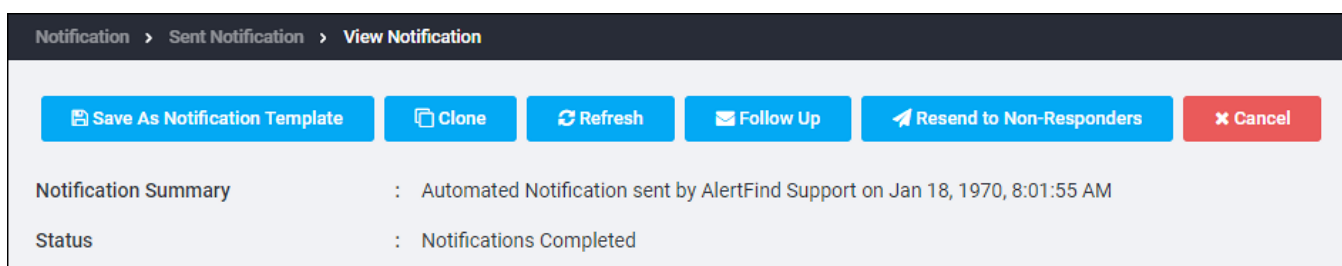 Notification > Sent Notification > View Notification
Save As Notification Template Clone Refresh Follow Up Resend to Non-Responders Cancel
Notification Summary : Automated Notification sent by AlertFind Support on Jan 18, 1970, 8:01:55 AM
Status : Notifications Completed